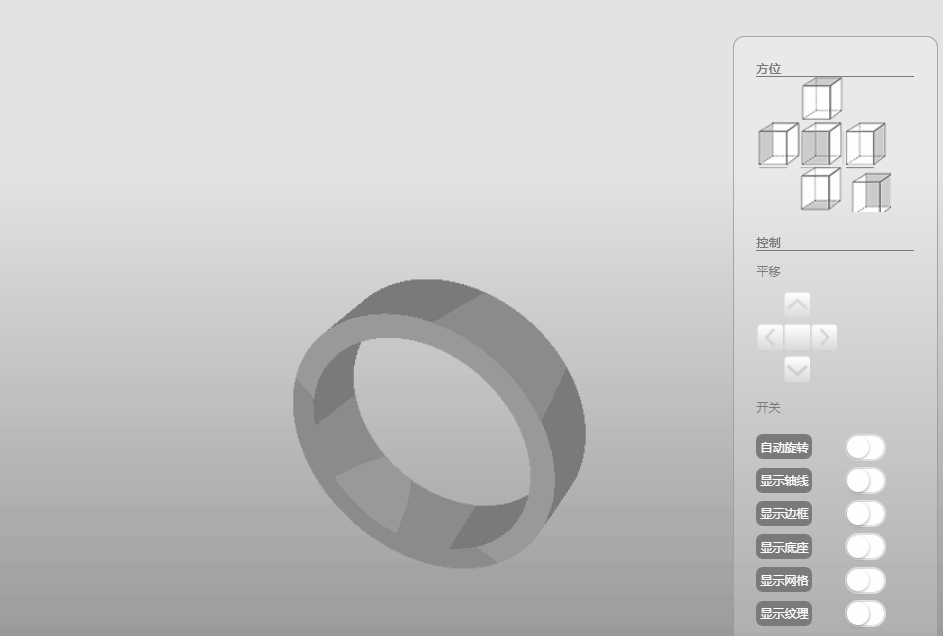 方位
控制
平移
开关
自动旋转
显示轴线
显示边框
显示底座
显示网格
显示纹理